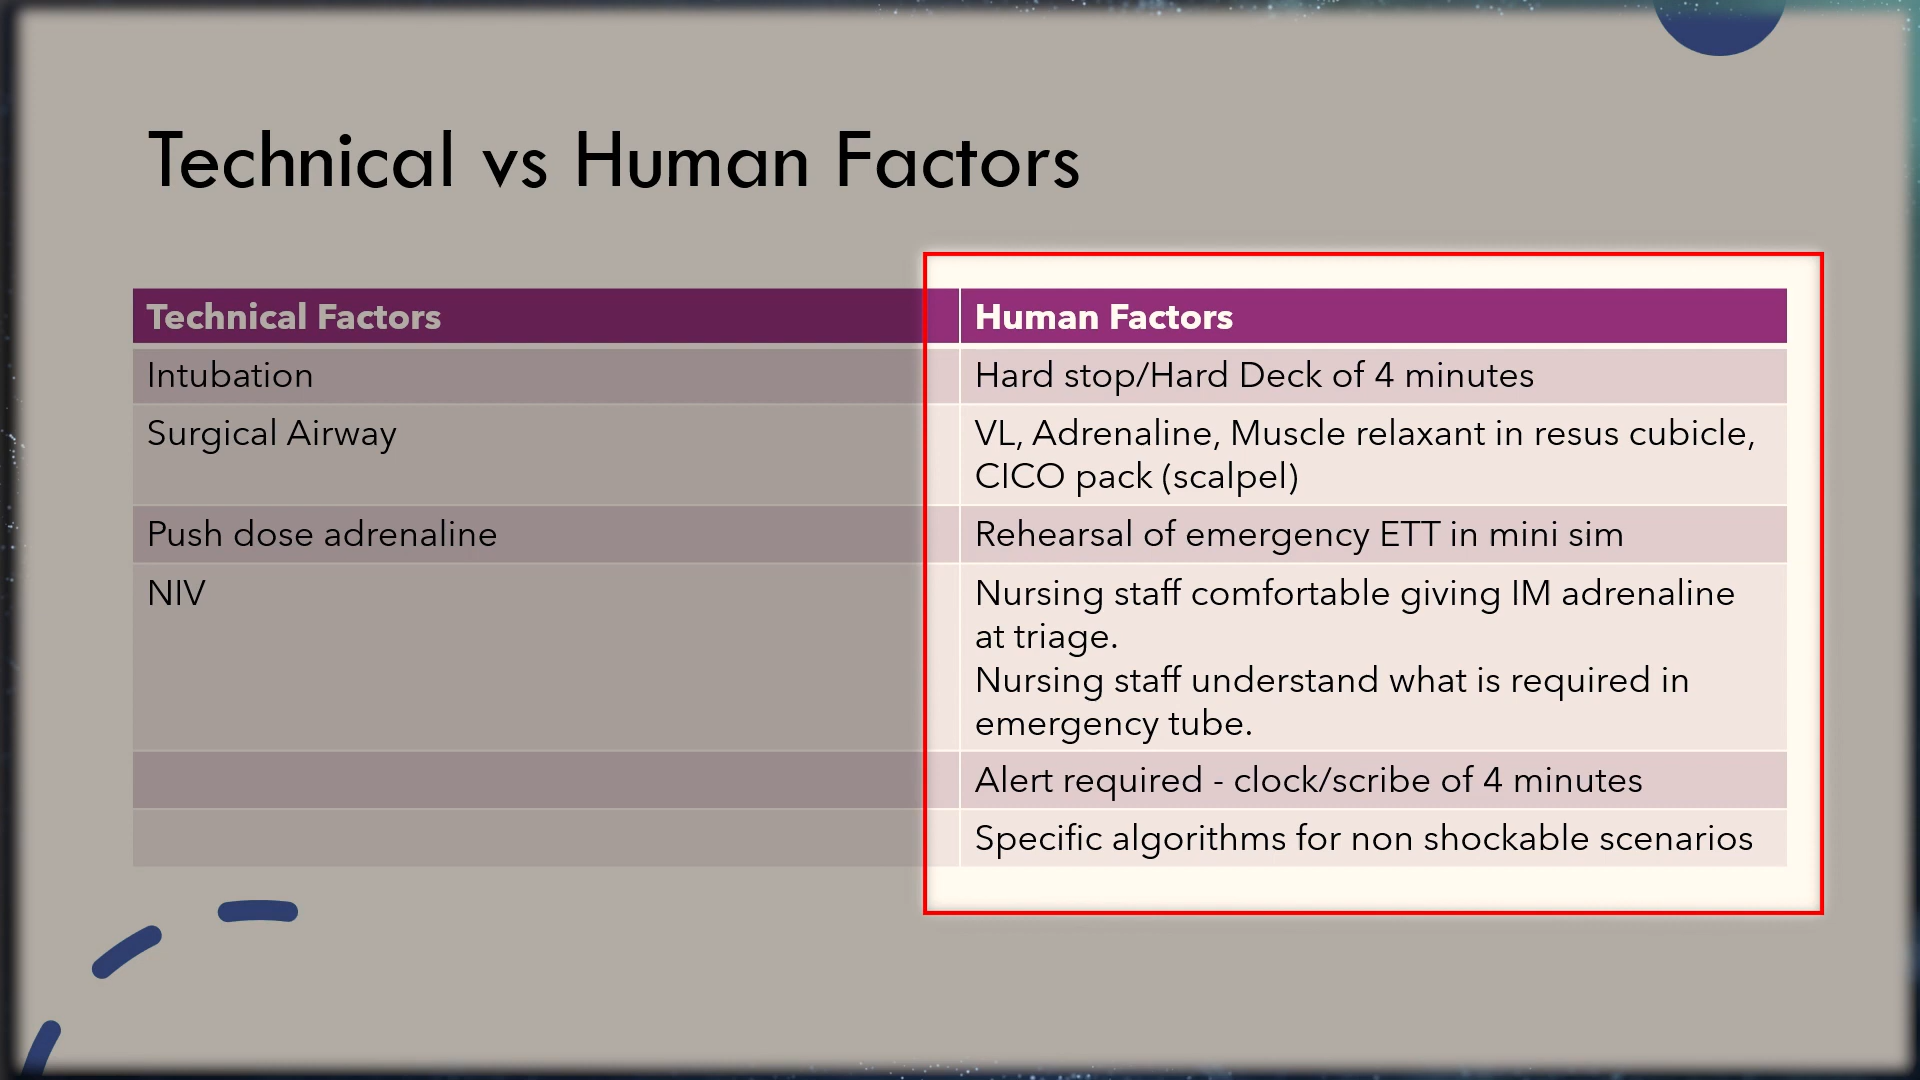 Technical vs Human Factors
Technical Factors
Human Factors
Intubation
Hard stop/Hard Deck of 4 minutes
Surgical Airway
VL, Adrenaline, Muscle relaxant in resus cubicle,
CICO pack (scalpel)
Push dose adrenaline
Rehearsal of emergency ETT in mini sim
NIV
Nursing staff comfortable giving IM adrenaline
at triage.
Nursing staff understand what is required in
emergency tube.
Alert required - clock/scribe of 4 minutes
Specific algorithms for non shockable scenarios